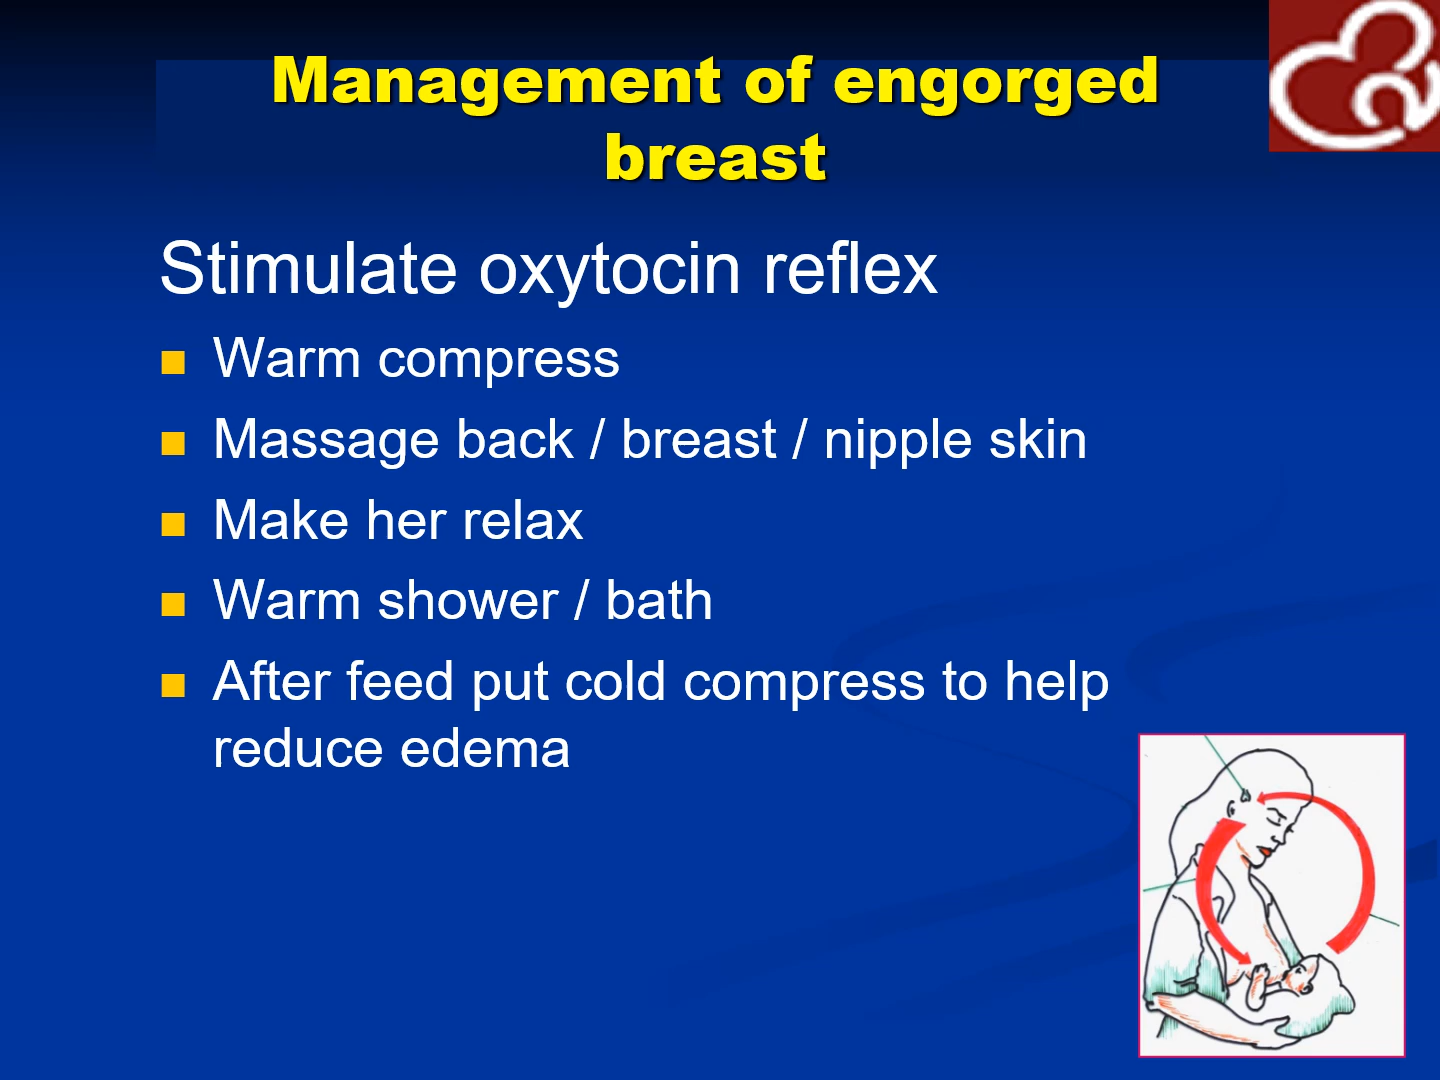 Management of engorged
breast
Stimulate oxytocin reflex
Warm compress
Massage back / breast / nipple skin
Make her relax
Warm shower / bath
After feed put cold compress to help
reduce edema